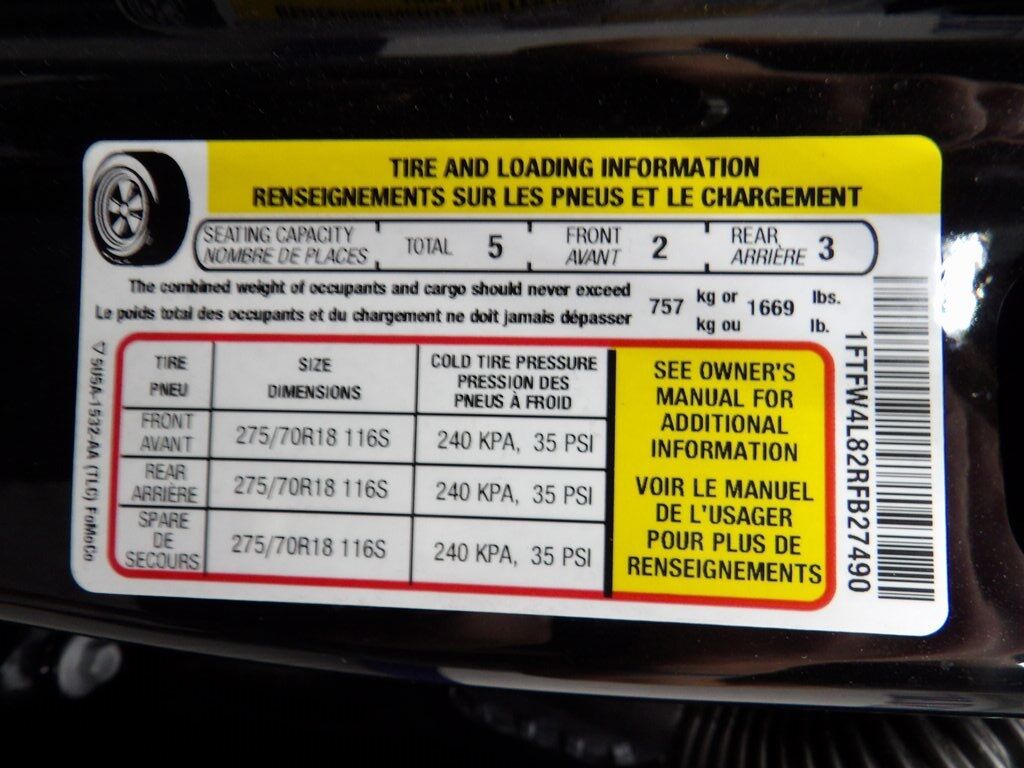 TIRE AND LOADING INFORMATION
RENSEIGNEMENTS SUR LES PNEUS ET LE CHARGEMENT
SEATING CAPACITY TOTAL 5 FRONT 2 REAR 3
NOMBRE DE PLACES AVANT ARRIÈRE
The combined weight of occupants and cargo should never exceed 757 kg or 1669 lbs.
Le poids total des occupants et du chargement ne doit jamais dépasser kg ou lb.
TIRE SIZE COLD TIRE PRESSURE
PNEU DIMENSIONS PRESSION DES
PNEUS À FROID
FRONT
AVANT 275/70R18 116S 240 KPA, 35 PSI
REAR
ARRIÈRE 275/70R18 116S 240 KPA, 35 PSI
SPARE
DE
SECOURS 275/70R18 116S 240 KPA, 35 PSI
SEE OWNER'S
MANUAL FOR
ADDITIONAL
INFORMATION
VOIR LE MANUEL
DE L'USAGER
POUR PLUS DE
RENSEIGNEMENTS
1FTFW4L82RFB27490
▽ 5U5A-1532-AA (TLG) FoMoCo